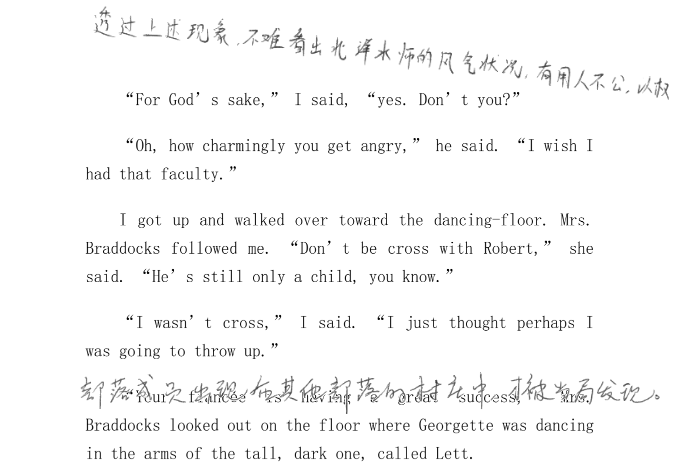 透过上述现象，不难看出北洋水师的风气状况，有用人不公，以权
“For God’s sake,” I said, “yes. Don’t you?”
“Oh, how charmingly you get angry,” he said. “I wish I
had that faculty.”
I got up and walked over toward the dancing-floor. Mrs.
Braddocks followed me. “Don’t be cross with Robert,” she
said. “He’s still only a child, you know.”
“I wasn’t cross,” I said. “I just thought perhaps I
was going to throw up.”
部落成员出现在其他部落的村庄中，才被当局发现。
“Your fiancée is having a great success,” Mrs.
Braddocks looked out on the floor where Georgette was dancing
in the arms of the tall, dark one, called Lett.